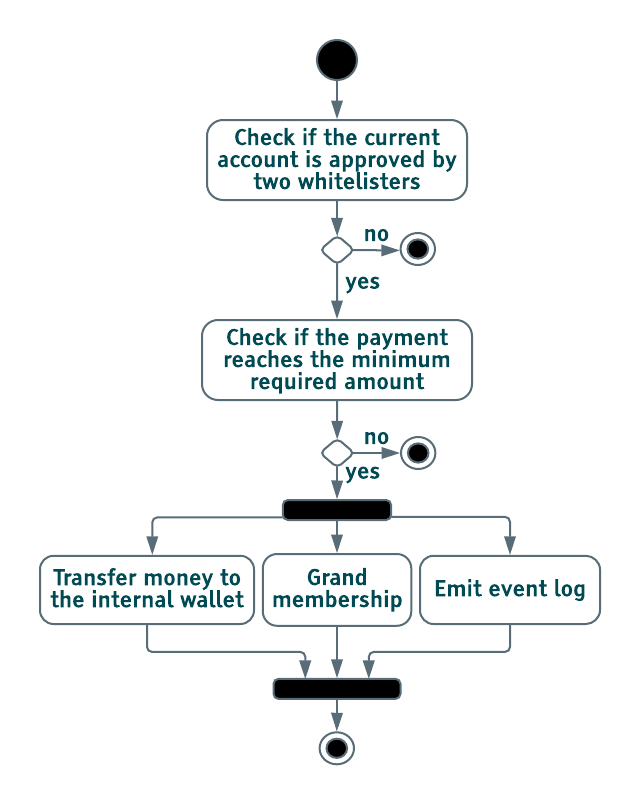 Check if the current
account is approved by
two whitelisters
no
yes
Check if the payment
reaches the minimum
required amount
no
yes
Transfer money to
the internal wallet
Grand
membership
Emit event log